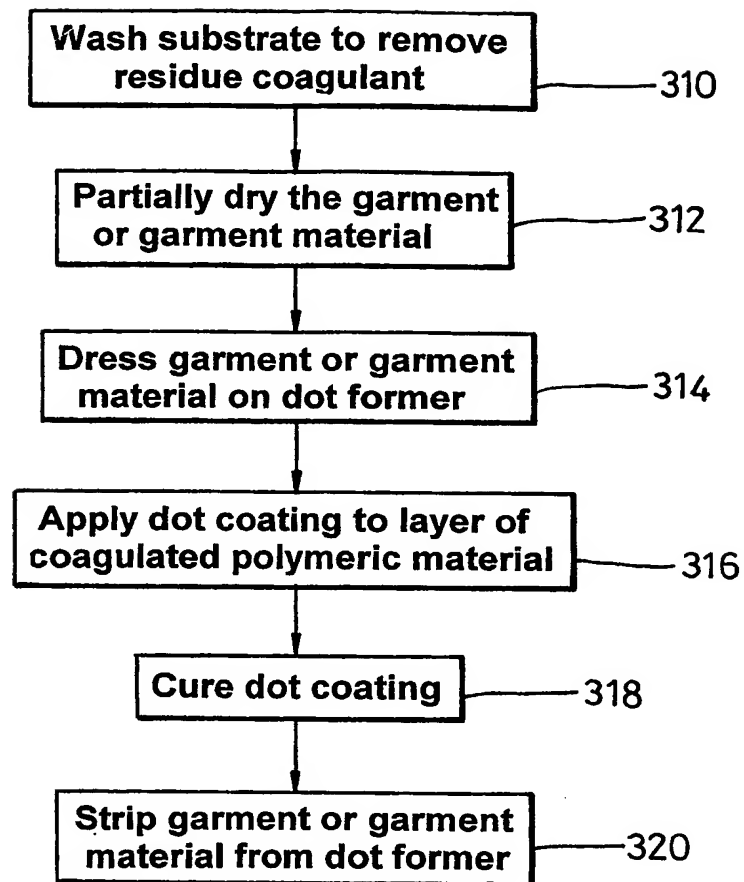 Wash substrate to remove
residue coagulant
310
Partially dry the garment
or garment material
312
Dress garment or garment
material on dot former
314
Apply dot coating to layer of
coagulated polymeric material
316
Cure dot coating
318
Strip garment or garment
material from dot former
320